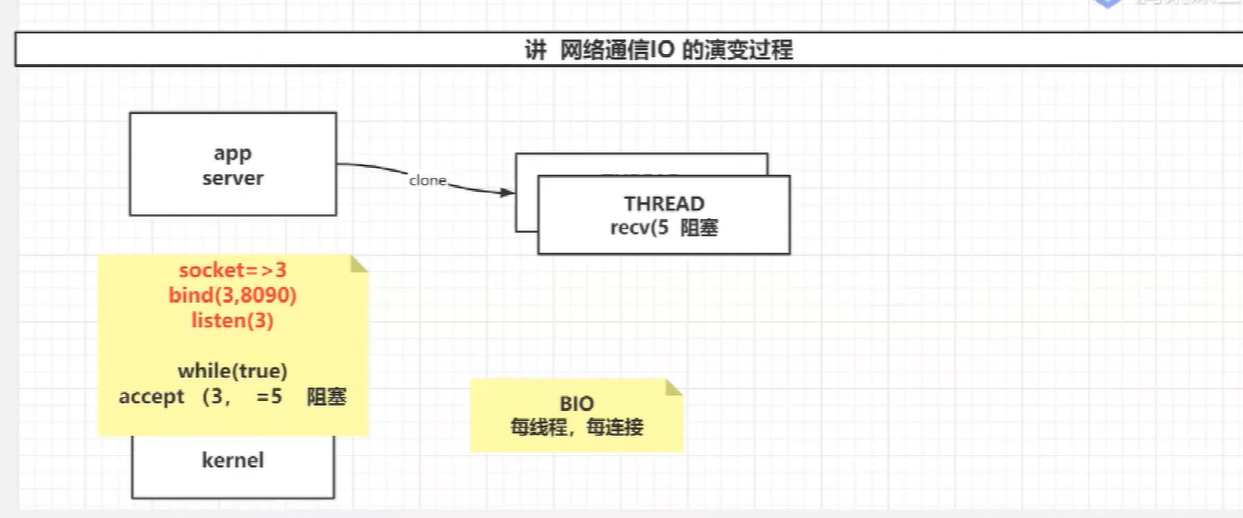 讲 网络通信IO 的演变过程
app
server
clone
THREAD
recv(5 阻塞
socket=>3
bind(3,8090)
listen(3)
while(true)
accept （3， =5 阻塞
BIO
每线程，每连接
kernel